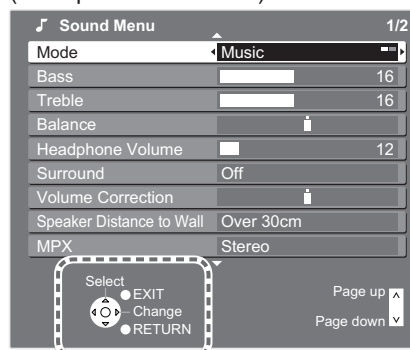 Sound Menu 1/2
Mode Music
Bass 16
Treble 16
Balance
Headphone Volume 12
Surround Off
Volume Correction
Speaker Distance to Wall Over 30cm
MPX Stereo
Select
EXIT
Change
RETURN
Page up
Page down